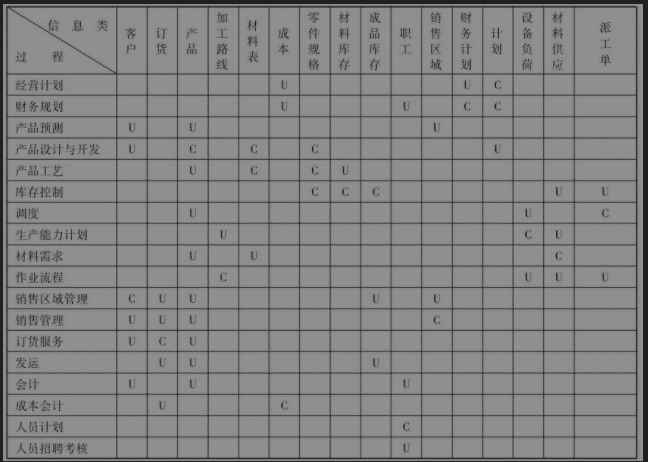 信息类 客户 订货 产品 加工路线 材料表 成本 零件规格 材料库存 成品库存 职工 销售区域 财务计划 计划 设备负荷 材料供应 派工单
过程
经营计划 U U C
财务规划 U U C C
产品预测 U U U
产品设计与开发 U C C C U
产品工艺 U C C U
库存控制 C C C U U
调度 U U C
生产能力计划 U C U
材料需求 U U C
作业流程 C U U U
销售区域管理 C U U U U
销售管理 U U U C
订货服务 U C U
发运 U U U
会计 U U U
成本会计 U C
人员计划 C
人员招聘考核 U